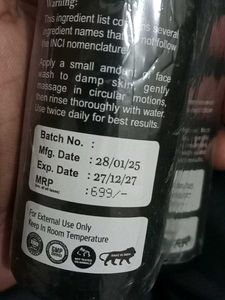 Warning:
This ingredient list contains several
ingredient names that do not follow
The INCI nomenclature.
Apply a small amount of face
wash to damp skin, gently
massage in circular motions,
then rinse thoroughly with water.
Use twice daily for best results.
Batch No. :
Mfg. Date : 28/01/25
Exp. Date : 27/12/27
MRP : 699/-
For External Use Only
Keep In Room Temperature
GMP